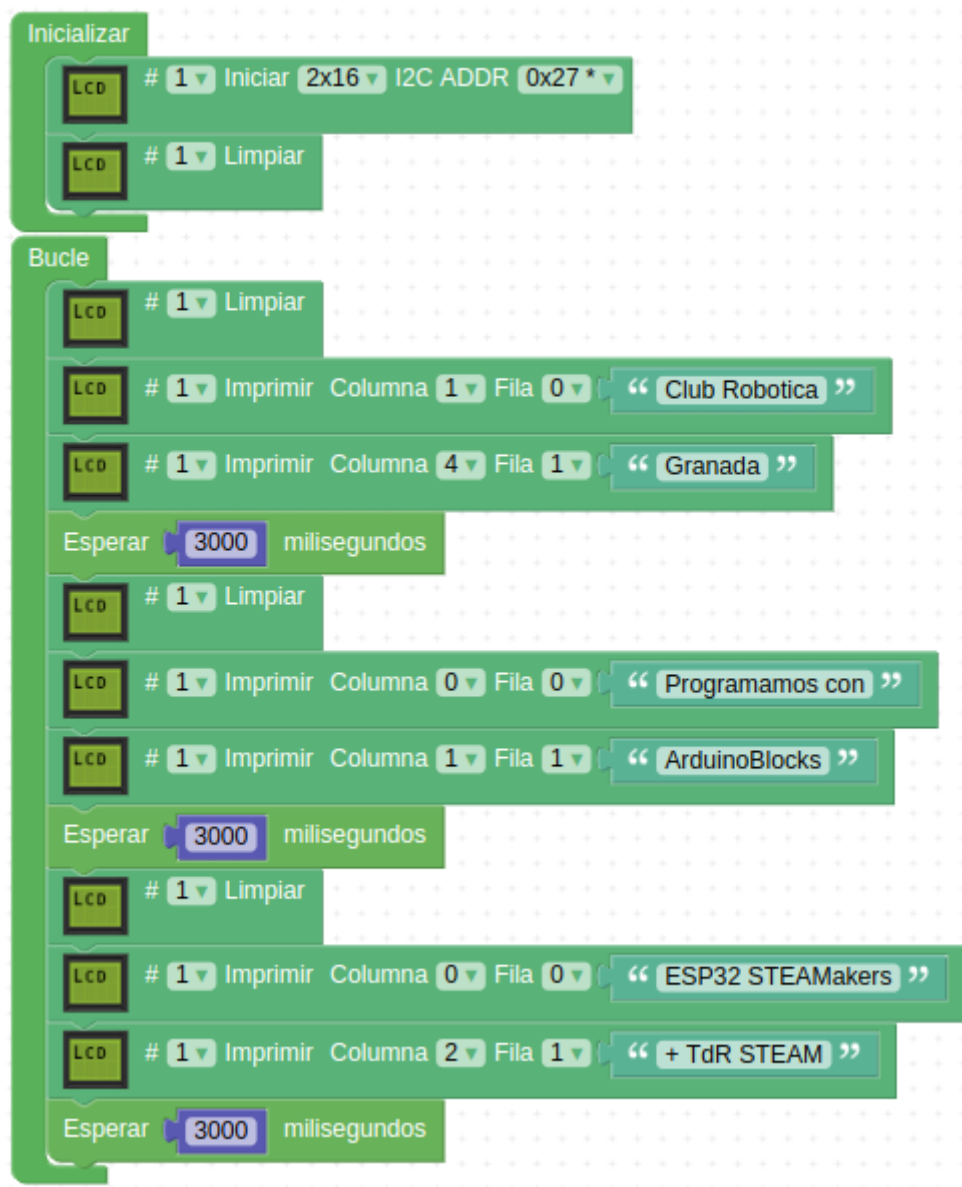 Inicializar
LCD # 1 Iniciar 2x16 I2C ADDR 0x27 *
LCD # 1 Limpiar
Bucle
LCD # 1 Limpiar
LCD # 1 Imprimir Columna 1 Fila 0 “ Club Robotica ”
LCD # 1 Imprimir Columna 4 Fila 1 “ Granada ”
Esperar 3000 milisegundos
LCD # 1 Limpiar
LCD # 1 Imprimir Columna 0 Fila 0 “ Programamos con ”
LCD # 1 Imprimir Columna 1 Fila 1 “ ArduinoBlocks ”
Esperar 3000 milisegundos
LCD # 1 Limpiar
LCD # 1 Imprimir Columna 0 Fila 0 “ ESP32 STEAMakers ”
LCD # 1 Imprimir Columna 2 Fila 1 “ + TdR STEAM ”
Esperar 3000 milisegundos